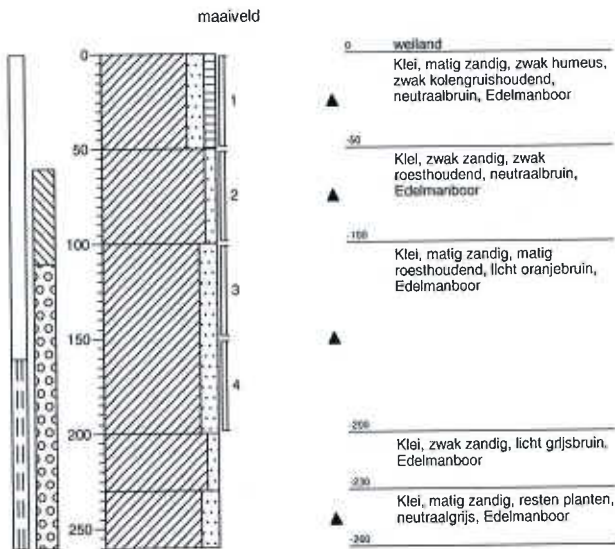 maaiveld
0
50
100
150
200
250
1
2
3
4
0 weiland
Klei, matig zandig, zwak humeus,
zwak kolengruishoudend,
neutraalbruin, Edelmanboor
-50
Klei, zwak zandig, zwak
roesthoudend, neutraalbruin,
Edelmanboor
-100
Klei, matig zandig, matig
roesthoudend, licht oranjebruin,
Edelmanboor
-200
Klei, zwak zandig, licht grijsbruin,
Edelmanboor
-230
Klei, matig zandig, resten planten,
neutraalgrijs, Edelmanboor
-260